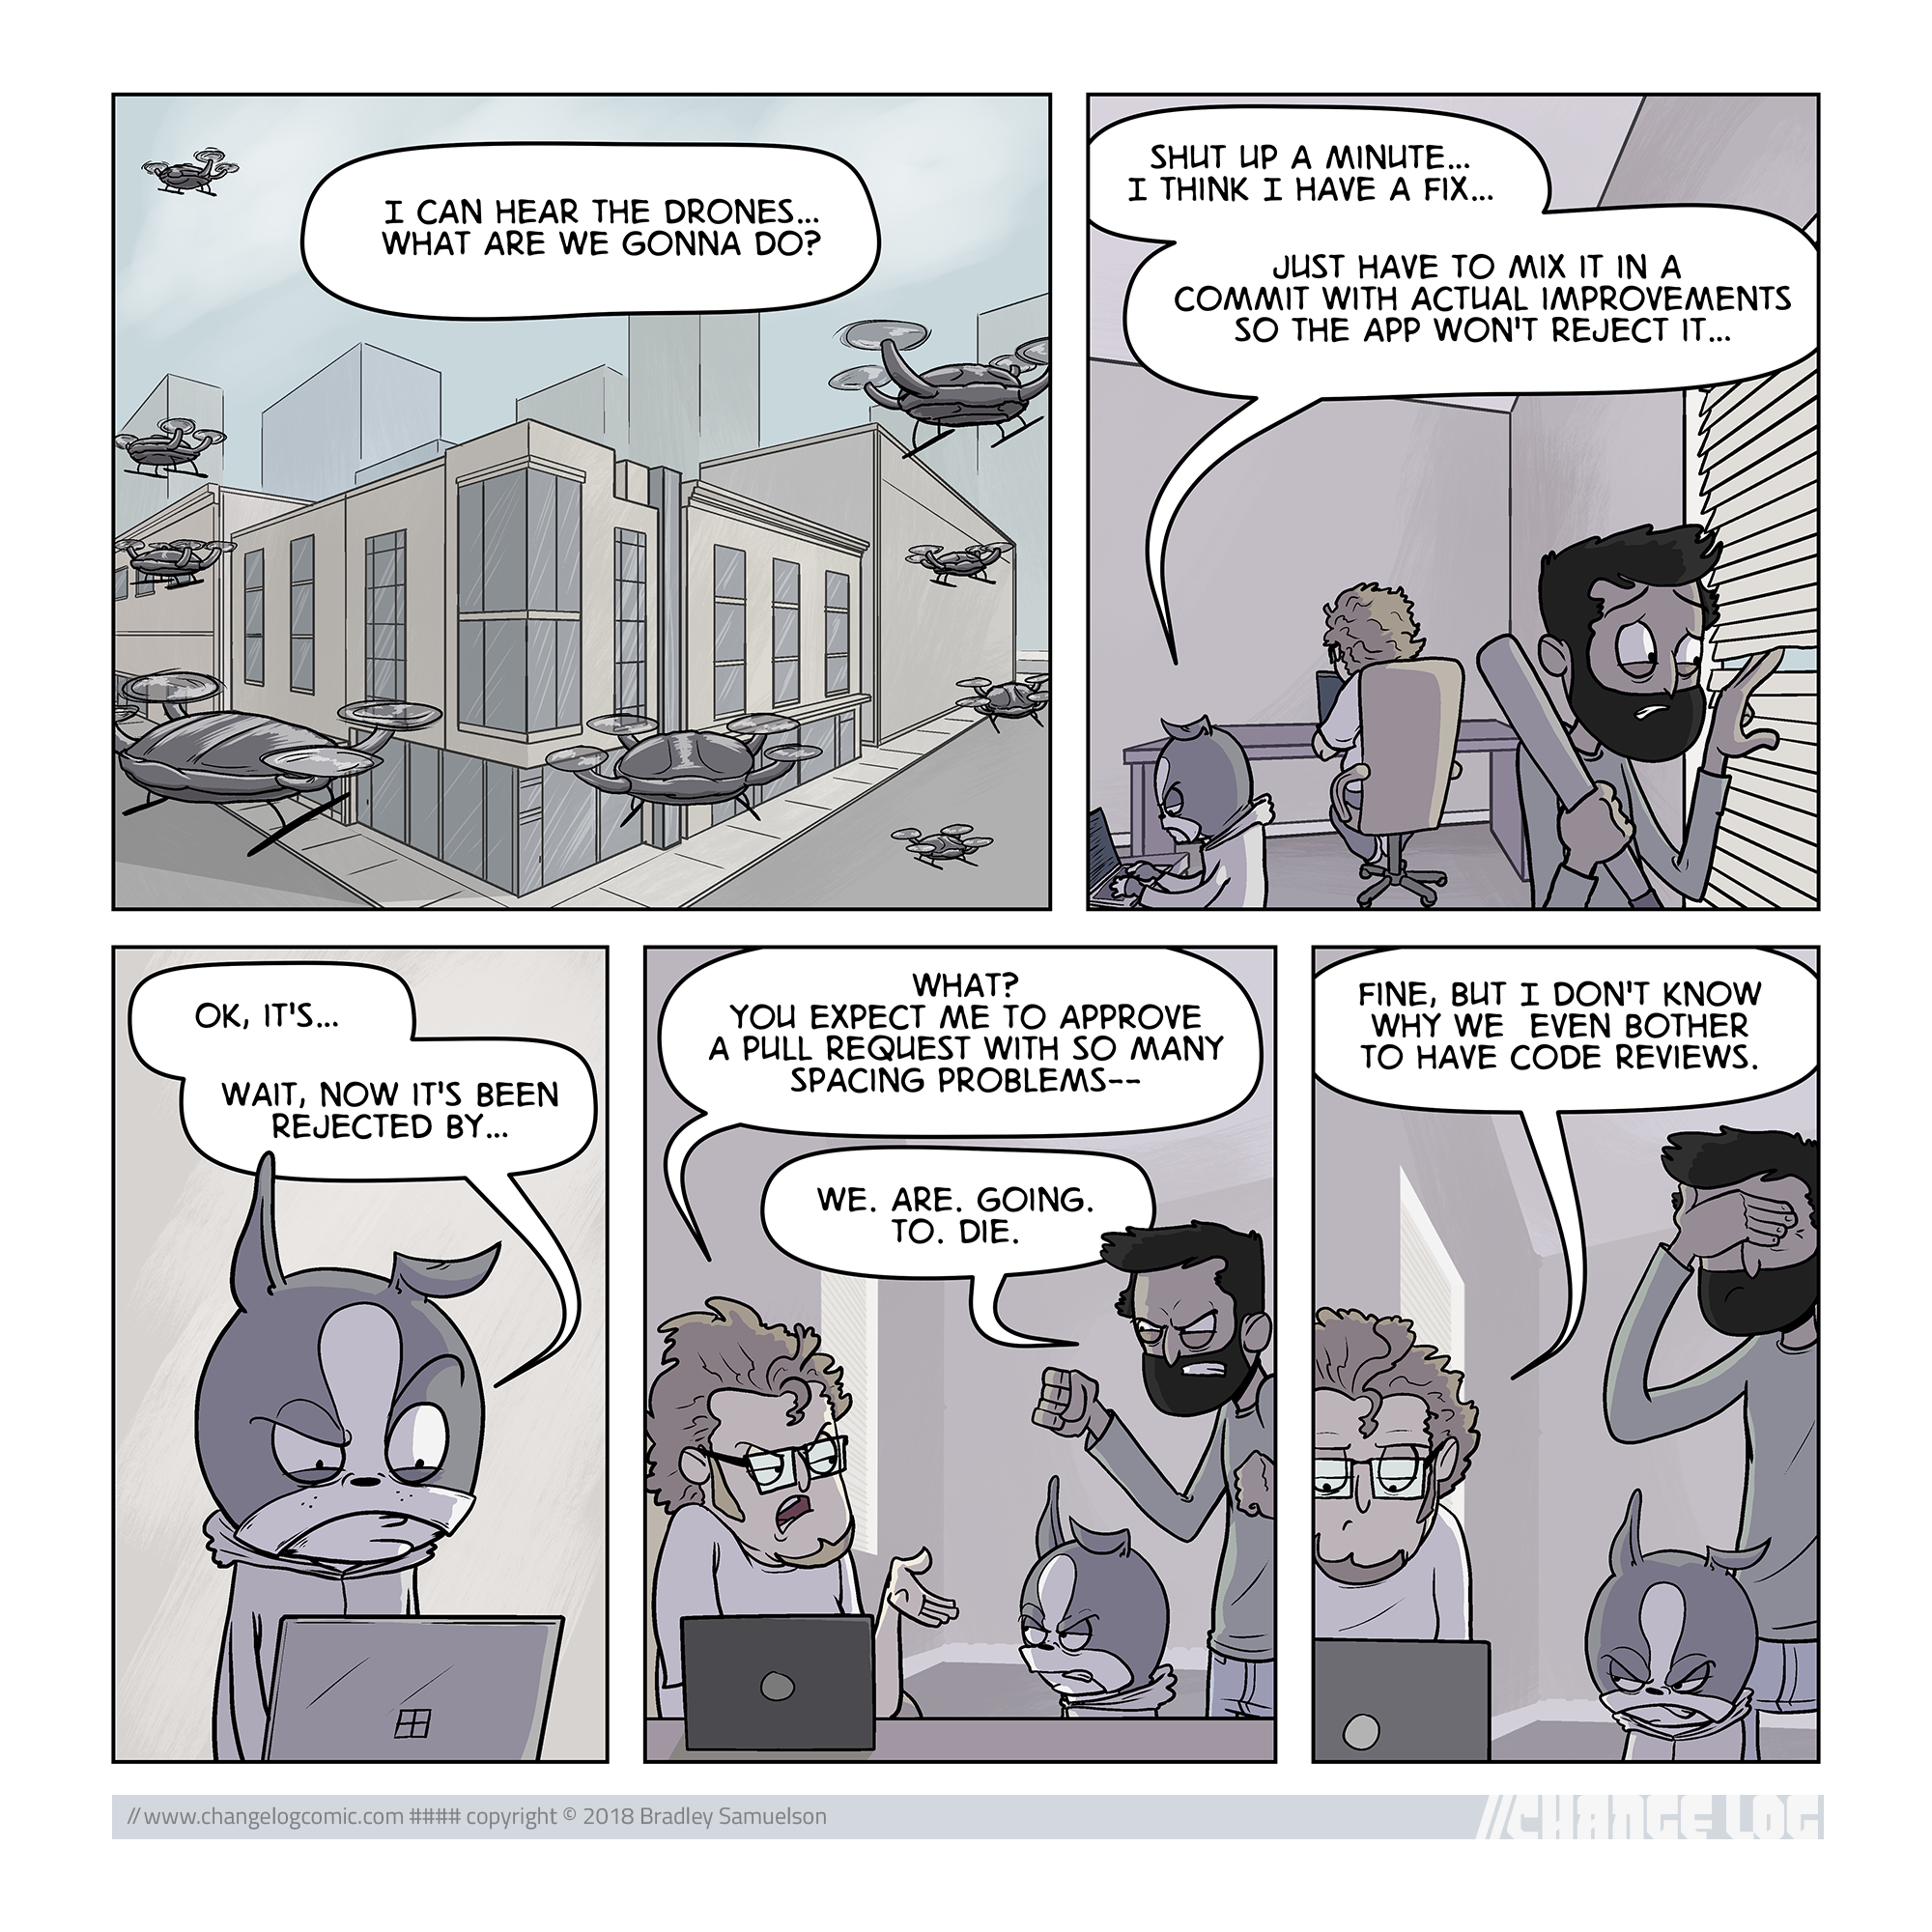 I CAN HEAR THE DRONES...
WHAT ARE WE GONNA DO?
SHUT UP A MINUTE...
I THINK I HAVE A FIX...
JUST HAVE TO MIX IT IN A
COMMIT WITH ACTUAL IMPROVEMENTS
SO THE APP WON'T REJECT IT...
OK, IT'S...
WAIT, NOW IT'S BEEN
REJECTED BY...
WHAT?
YOU EXPECT ME TO APPROVE
A PULL REQUEST WITH SO MANY
SPACING PROBLEMS--
WE. ARE. GOING.
TO. DIE.
FINE, BUT I DON'T KNOW
WHY WE  EVEN BOTHER
TO HAVE CODE REVIEWS.
//www.changelogcomic.com #### copyright © 2018 Bradley Samuelson
//CHANGE LOG